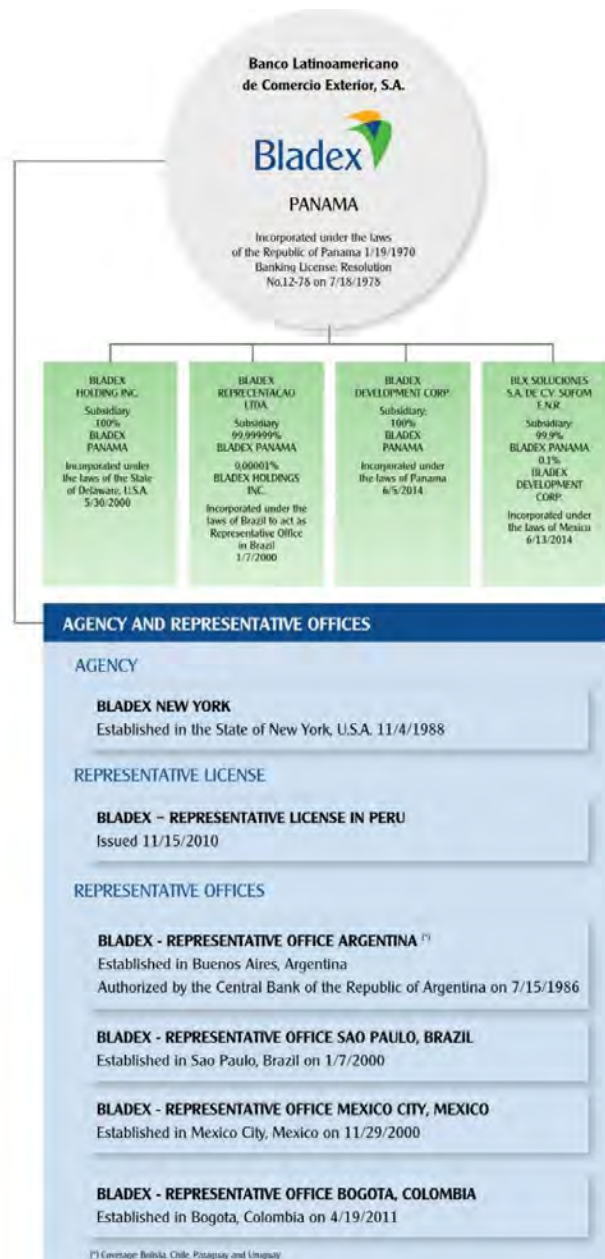 Banco Latinoamericano
de Comercio Exterior, S.A.
Bladex
PANAMA
Incorporated under the laws
of the Republic of Panama 1/19/1970
Banking License: Resolution
No.12-78 on 7/18/1978
BLADEX
HOLDING INC.
Subsidiary
100%
BLADEX
PANAMA
Incorporated under
the laws of the State
of Delaware, U.S.A.
5/30/2000
BLADEX
REPRECENTACAO
LTDA
Subsidiary
99,99999%
BLADEX PANAMA
0,00001%
BLADEX HOLDINGS
INC.
Incorporated under the
laws of Brazil to act as
Representative Office
in Brazil
1/7/2000
BLADEX
DEVELOPMENT CORP.
Subsidiary:
100%
BLADEX
PANAMA
Incorporated under
the laws of Panama
6/5/2014
BLX SOLUCIONES
S.A. DE C.V. SOFOM
E.N.R.
Subsidiary:
99,9%
BLADEX PANAMA
0,1%
BLADEX
DEVELOPMENT
CORP.
Incorporated under
the laws of Mexico
6/13/2014
AGENCY AND REPRESENTATIVE OFFICES
AGENCY
BLADEX NEW YORK
Established in the State of New York, U.S.A. 11/4/1988
REPRESENTATIVE LICENSE
BLADEX – REPRESENTATIVE LICENSE IN PERU
Issued 11/15/2010
REPRESENTATIVE OFFICES
BLADEX - REPRESENTATIVE OFFICE ARGENTINA (*)
Established in Buenos Aires, Argentina
Authorized by the Central Bank of the Republic of Argentina on 7/15/1986
BLADEX - REPRESENTATIVE OFFICE SAO PAULO, BRAZIL
Established in Sao Paulo, Brazil on 1/7/2000
BLADEX - REPRESENTATIVE OFFICE MEXICO CITY, MEXICO
Established in Mexico City, Mexico on 11/29/2000
BLADEX - REPRESENTATIVE OFFICE BOGOTA, COLOMBIA
Established in Bogota, Colombia on 4/19/2011
(*) Coverage: Bolivia, Chile, Paraguay and Uruguay